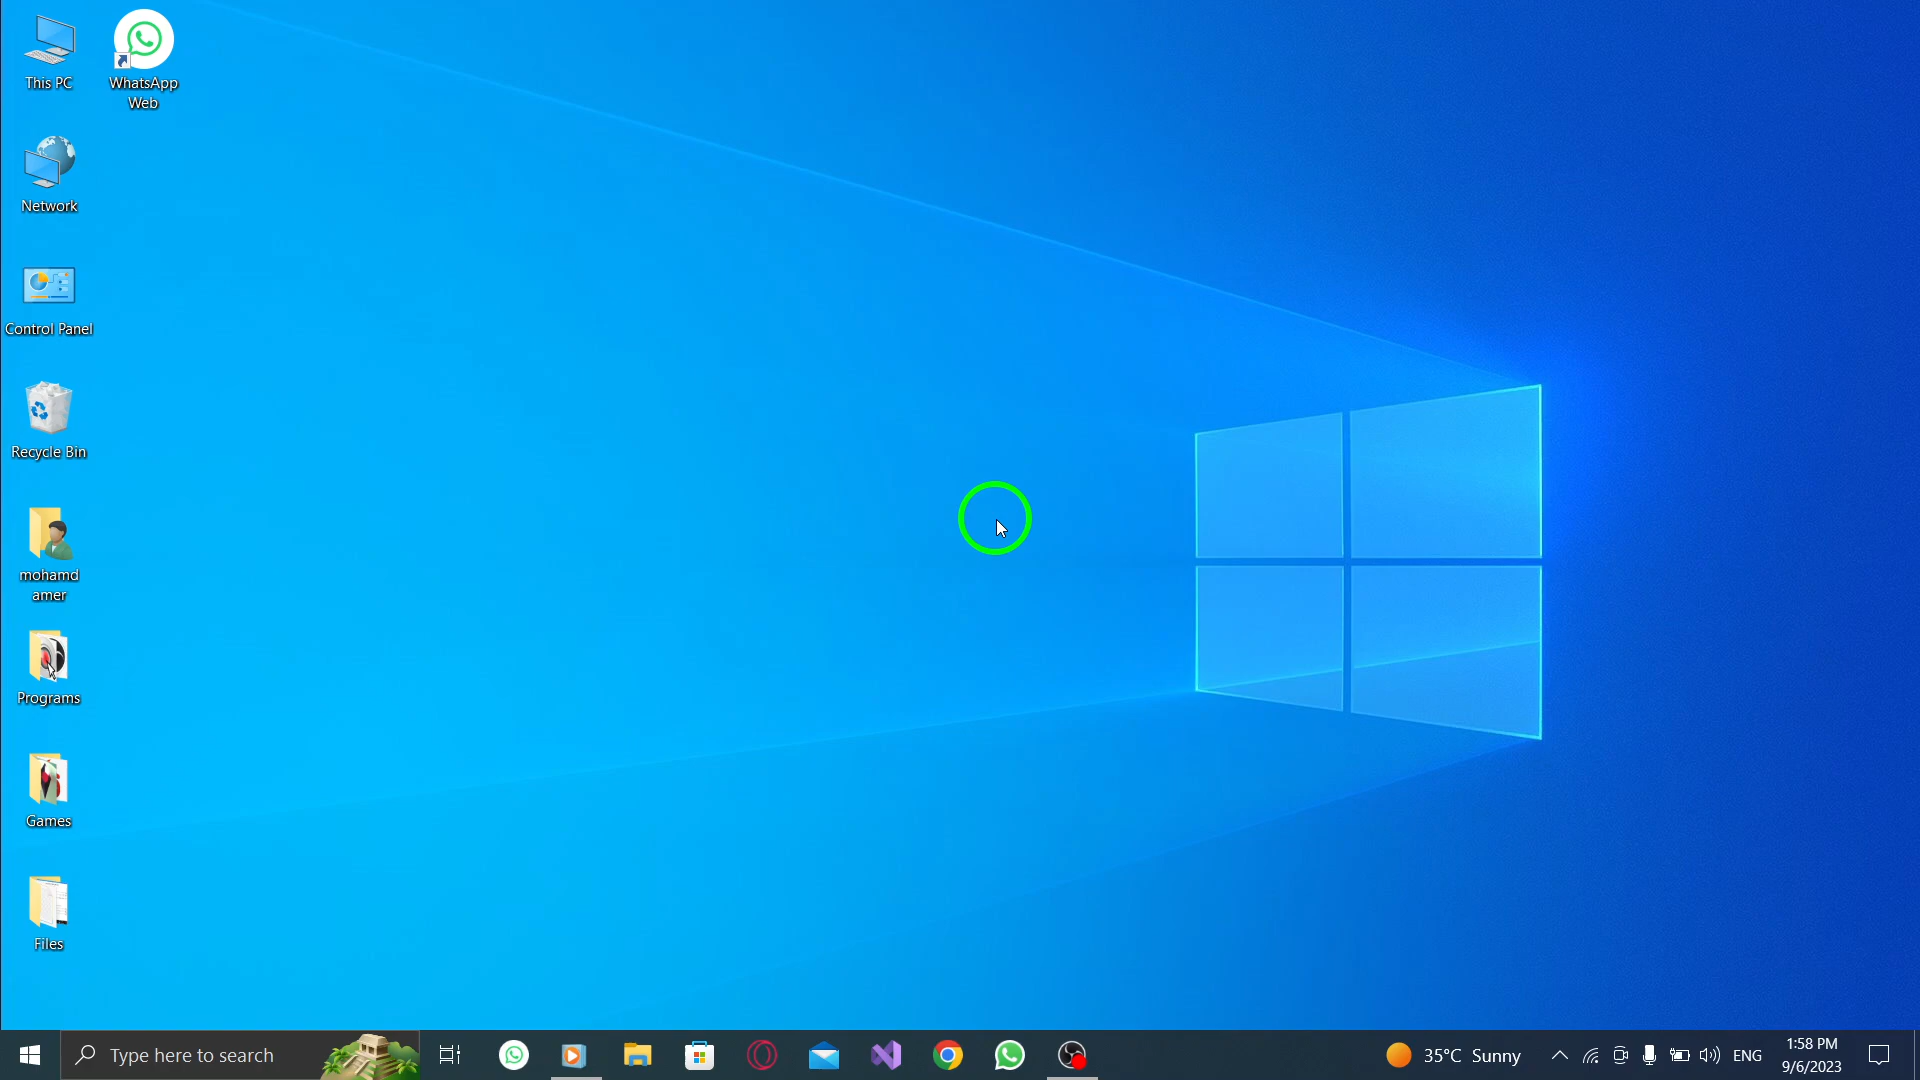 This PC
WhatsApp
Web
Network
Control Panel
Recycle Bin
mohamd
amer
Programs
Games
Files
Type here to search
35°C Sunny
ENG
1:58 PM
9/6/2023